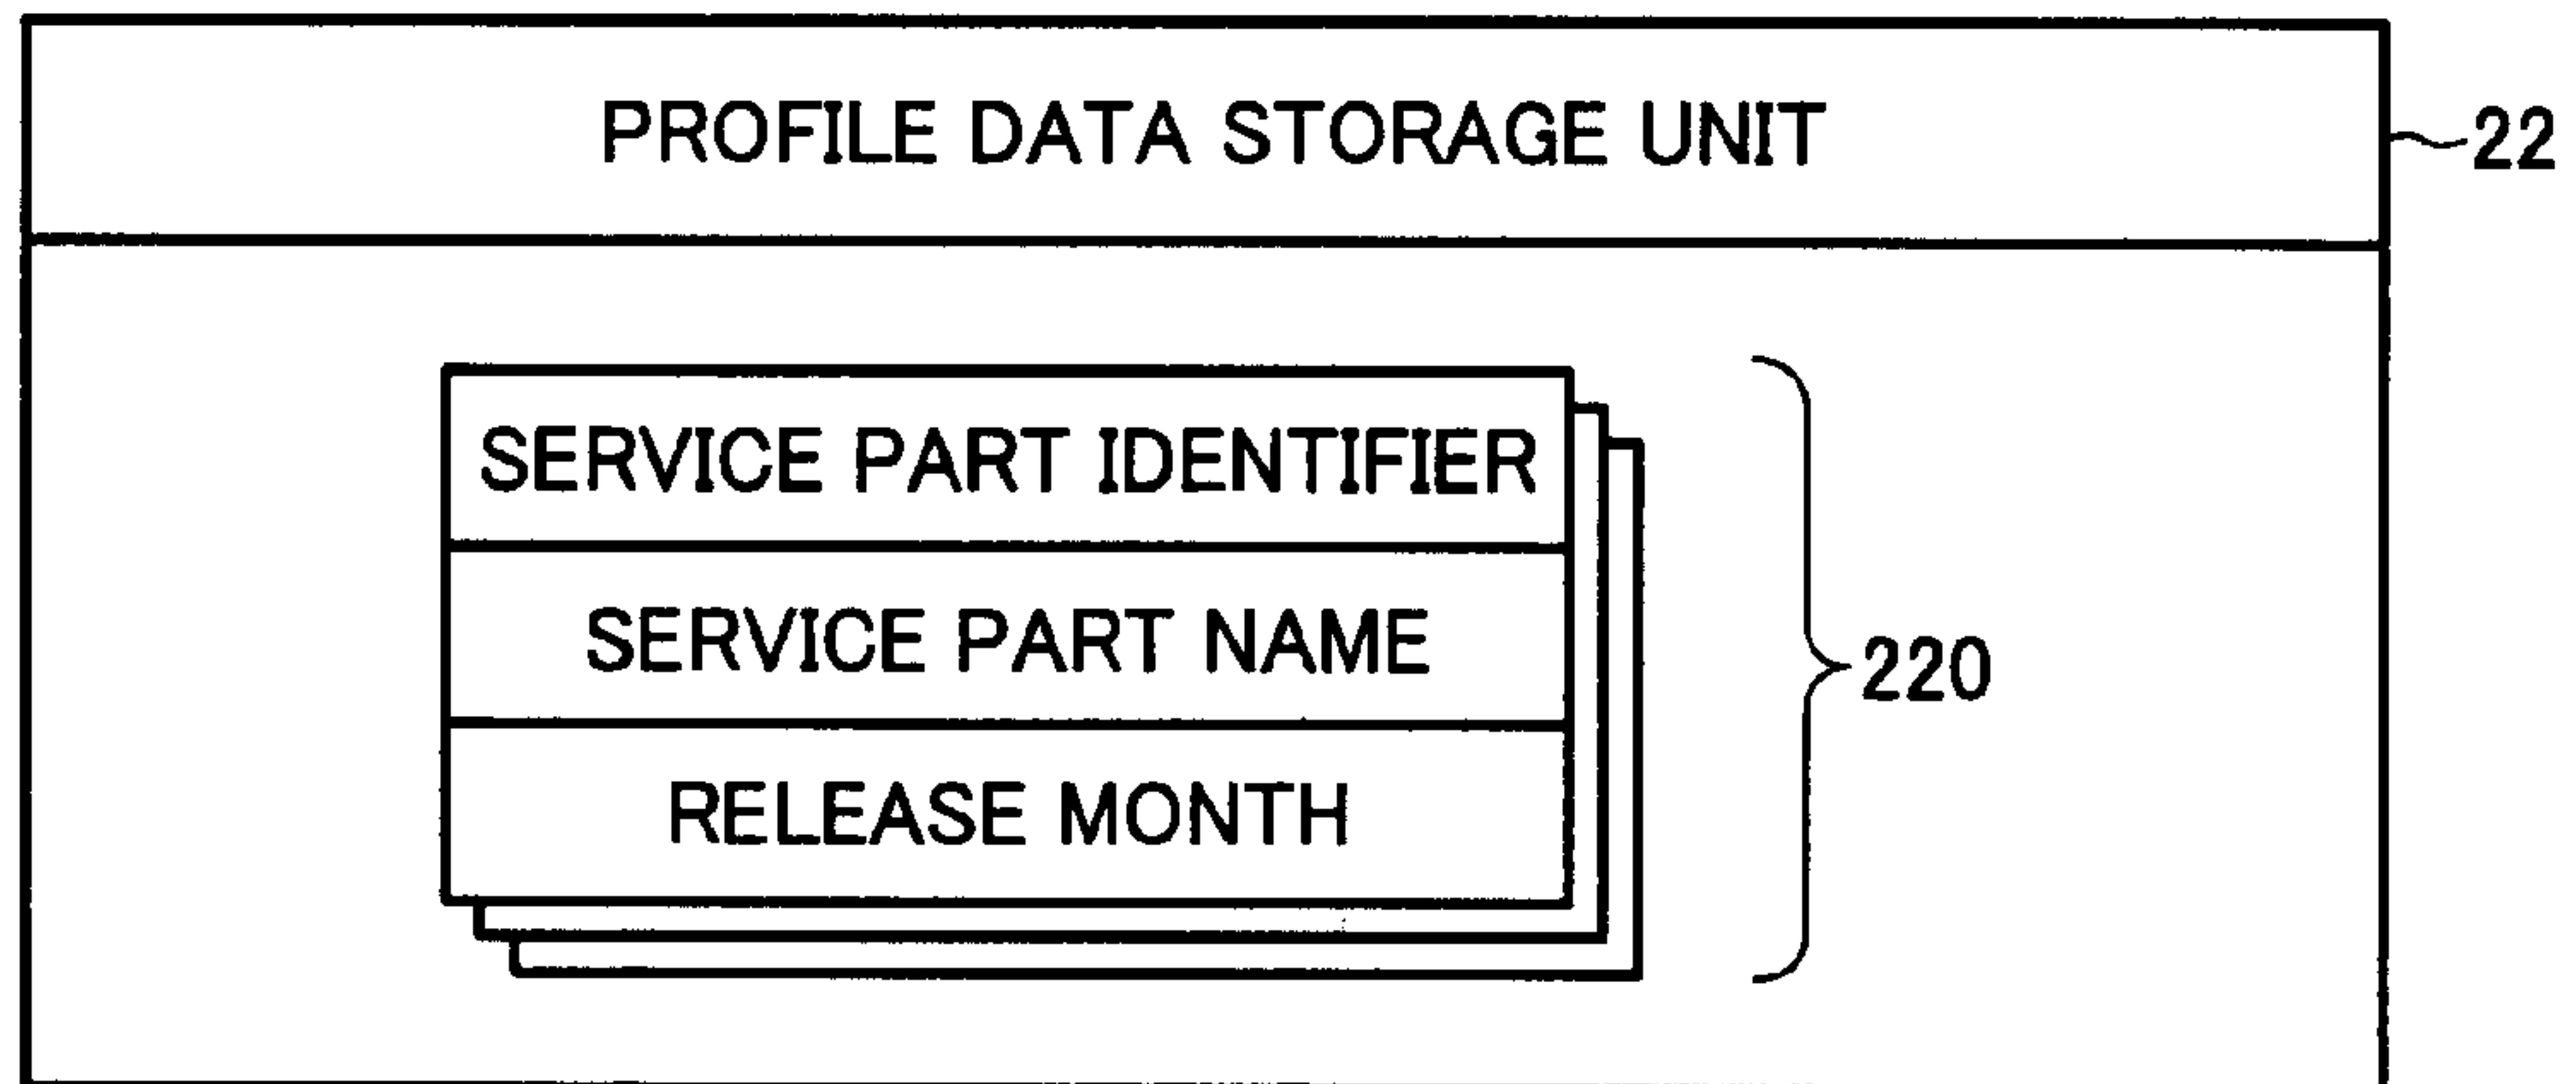 PROFILE DATA STORAGE UNIT
22
SERVICE PART IDENTIFIER
SERVICE PART NAME
220
RELEASE MONTH